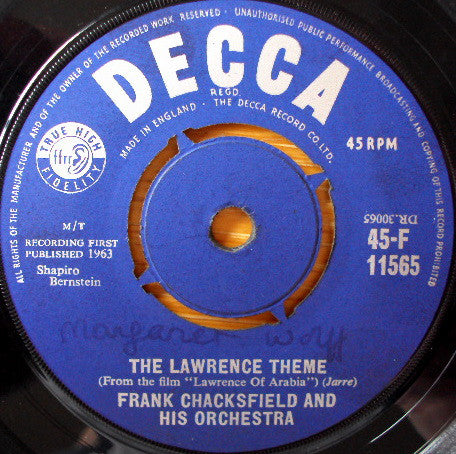 ALL RIGHTS OF THE MANUFACTURER AND OF THE OWNER OF THE RECORDED WORK RESERVED · UNAUTHORISED PUBLIC PERFORMANCE BROADCASTING AND COPYING OF THIS RECORD PROHIBITED
DECCA
REGD.
MADE IN ENGLAND · THE DECCA RECORD CO. LTD.
TRUE HIGH
ffrr
FIDELITY
45 RPM
M/T
RECORDING FIRST
PUBLISHED 1963
Shapiro
Bernstein
DR.30065
45-F
11565
Margaret Wolff
THE LAWRENCE THEME
(From the film "Lawrence Of Arabia") (Jarre)
FRANK CHACKSFIELD AND
HIS ORCHESTRA